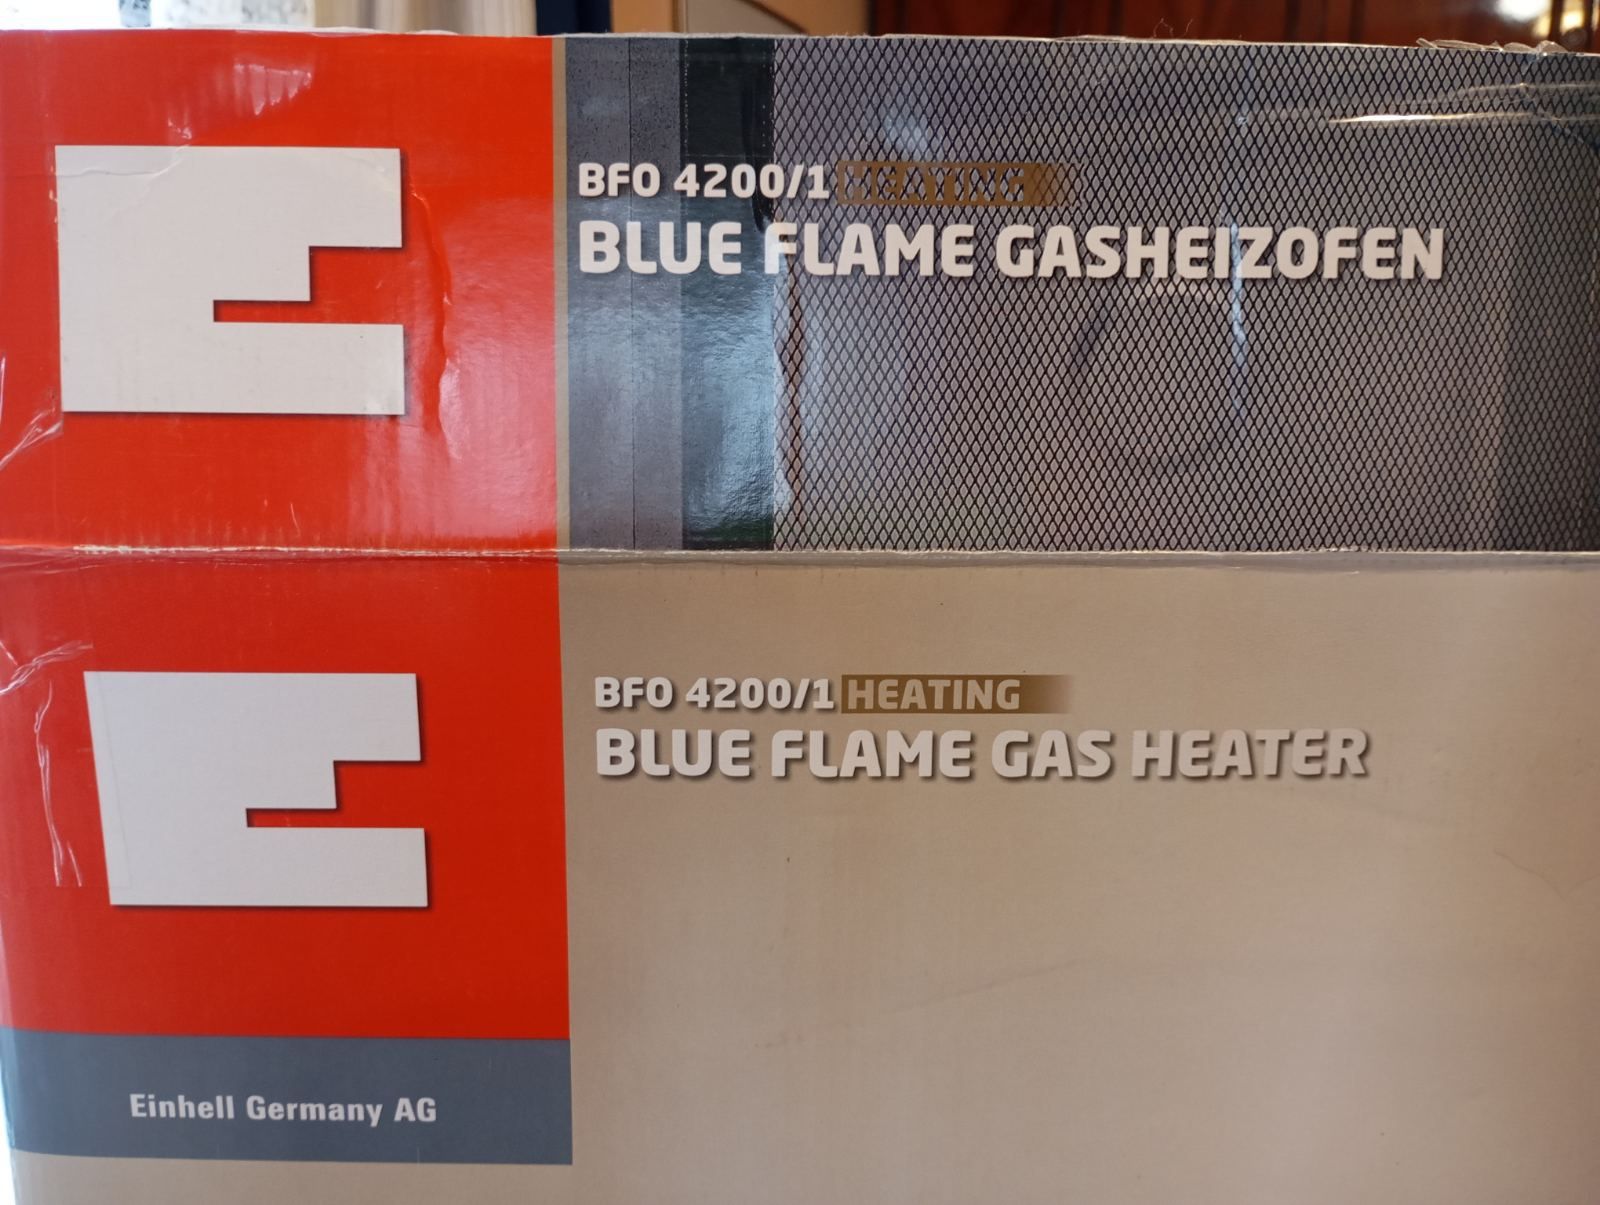 BFO 4200/1 HEATING
BLUE FLAME GASHEIZOFEN
BFO 4200/1 HEATING
BLUE FLAME GAS HEATER
Einhell Germany AG